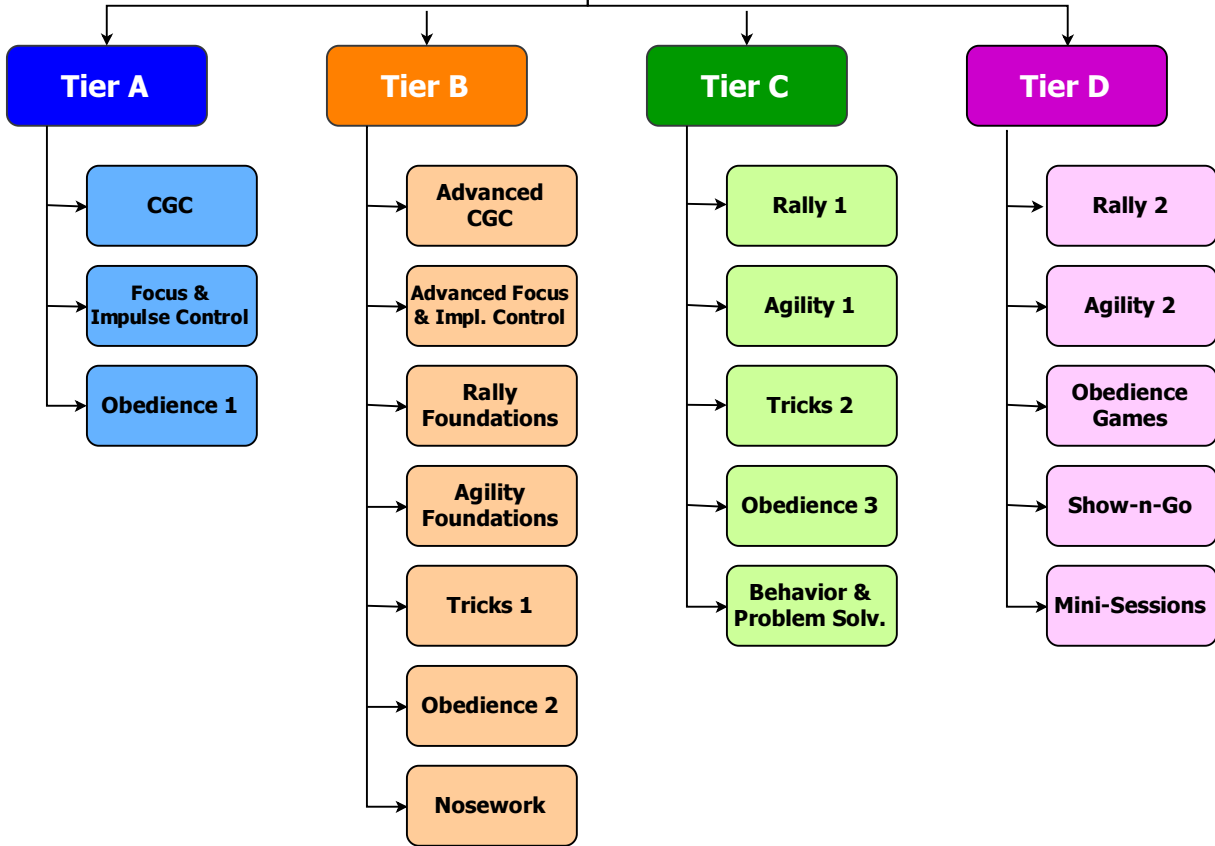 Tier A
CGC
Focus &
Impulse Control
Obedience 1
Tier B
Advanced
CGC
Advanced Focus
& Impl. Control
Rally
Foundations
Agility
Foundations
Tricks 1
Obedience 2
Nosework
Tier C
Rally 1
Agility 1
Tricks 2
Obedience 3
Behavior &
Problem Solv.
Tier D
Rally 2
Agility 2
Obedience
Games
Show-n-Go
Mini-Sessions